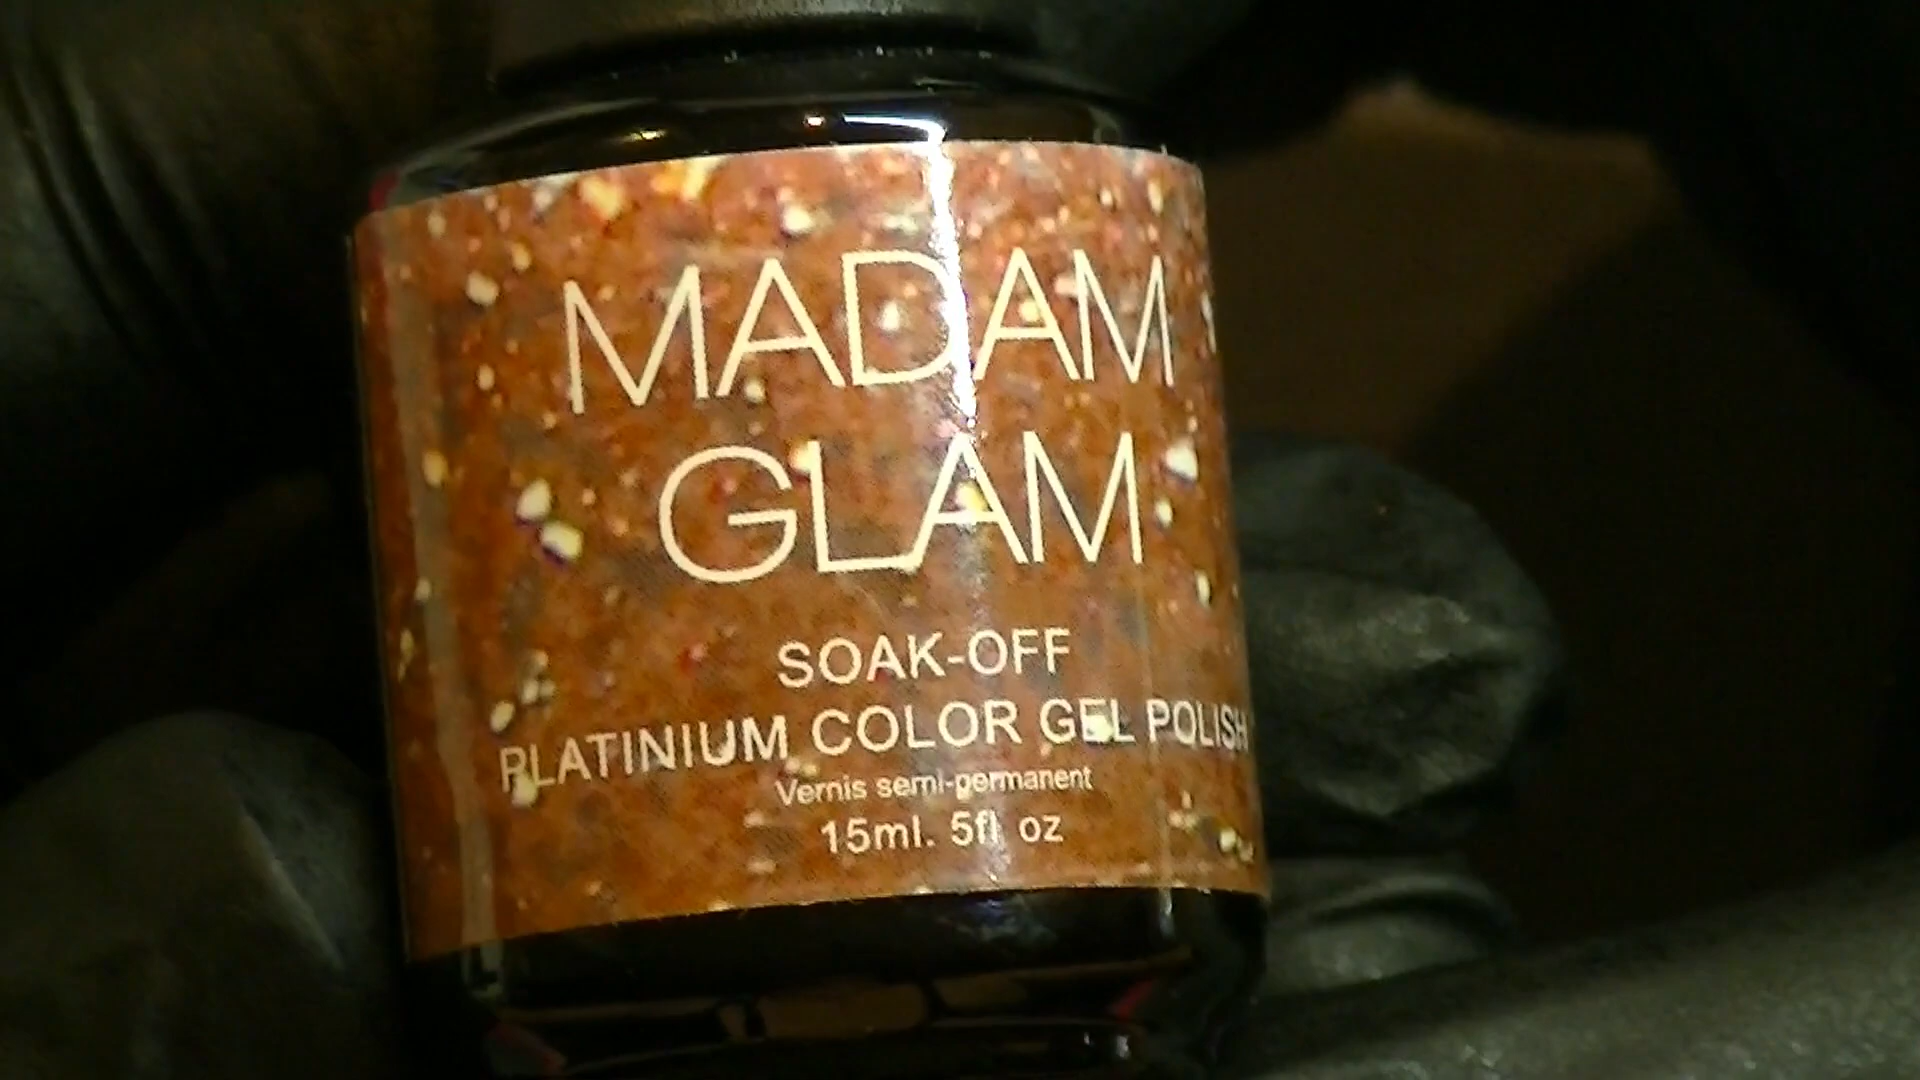 MADAM
GLAM
SOAK-OFF
PLATINIUM COLOR GEL POLISH
Vernis semi-permanent
15ml. 5fl oz